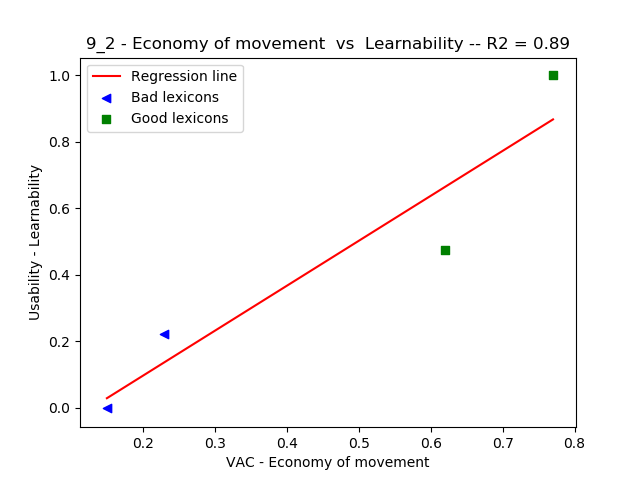 9_2 - Economy of movement  vs  Learnability -- R2 = 0.89
Regression line
Bad lexicons
Good lexicons
Usability - Learnability
1.0
0.8
0.6
0.4
0.2
0.0
0.2 0.3 0.4 0.5 0.6 0.7 0.8
VAC - Economy of movement